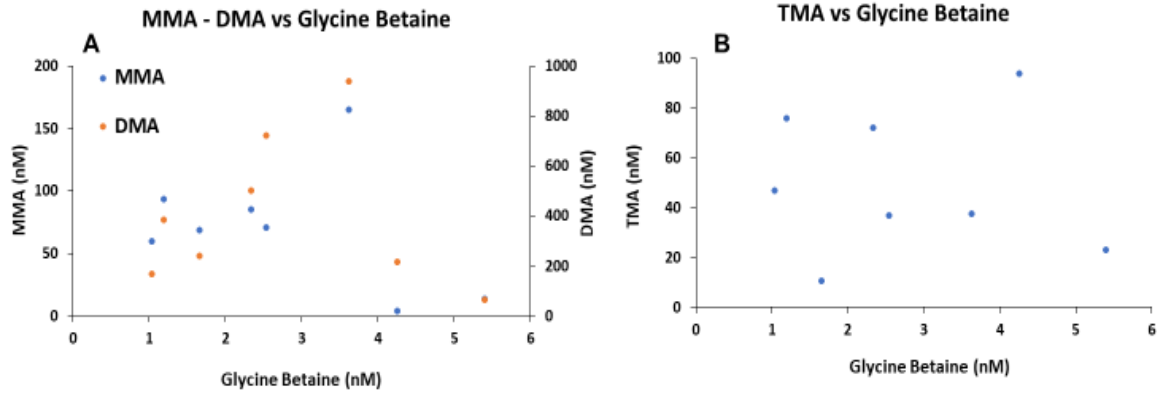 MMA - DMA vs Glycine Betaine
A
200
150
100
50
0
MMA (nM)
MMA
DMA
1000
800
600
400
200
0
DMA (nM)
0 1 2 3 4 5 6
Glycine Betaine (nM)
TMA vs Glycine Betaine
B
100
80
60
40
20
0
TMA (nM)
0 1 2 3 4 5 6
Glycine Betaine (nM)